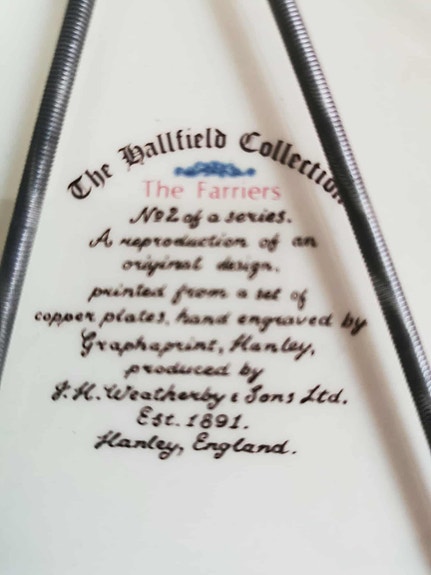 The Hallfield Collection
The Farriers
No2 of a series.
A reproduction of an
original design,
printed from a set of
copper plates, hand engraved by
Graphaprint, Hanley,
produced by
J.H. Weatherby & Sons Ltd.
Est. 1891.
Hanley, England.